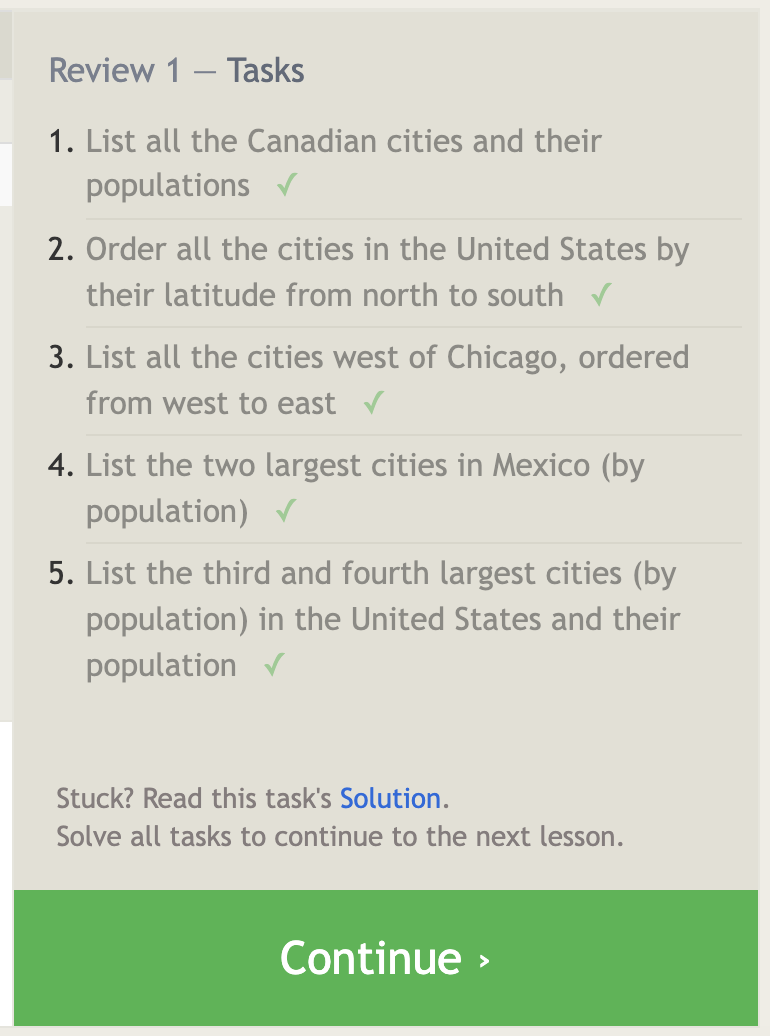 Review 1 — Tasks
1. List all the Canadian cities and their
populations ✓
2. Order all the cities in the United States by
their latitude from north to south ✓
3. List all the cities west of Chicago, ordered
from west to east ✓
4. List the two largest cities in Mexico (by
population) ✓
5. List the third and fourth largest cities (by
population) in the United States and their
population ✓
Stuck? Read this task's Solution.
Solve all tasks to continue to the next lesson.
Continue ›